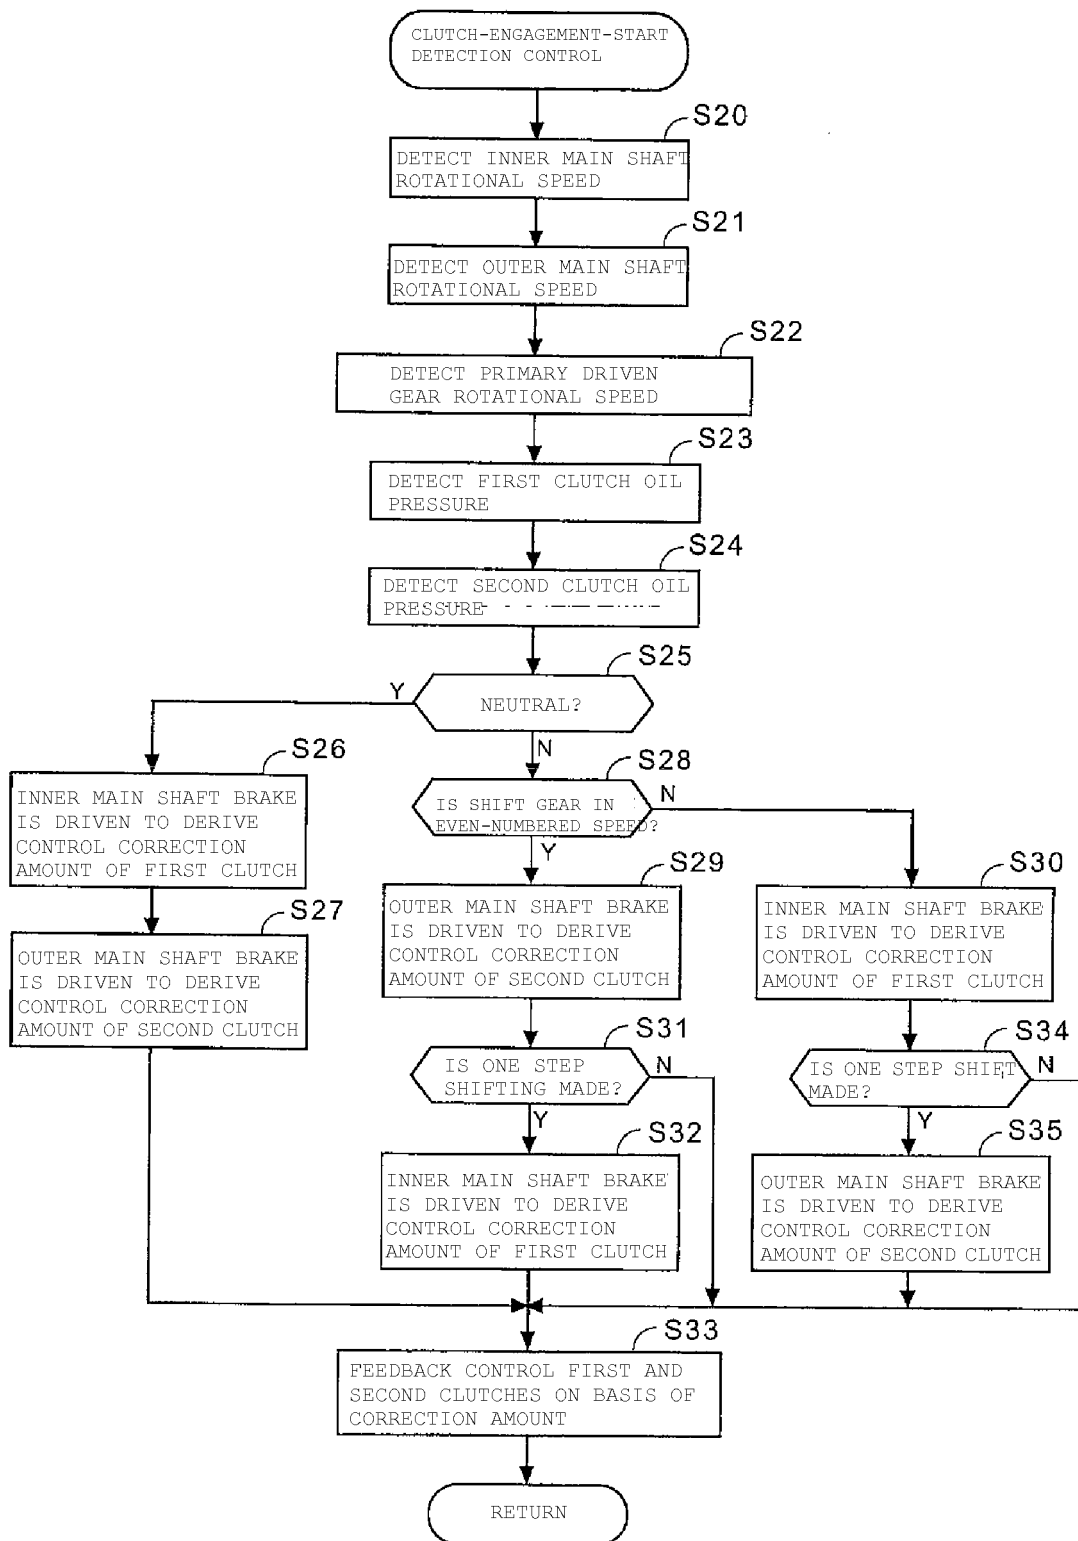 CLUTCH-ENGAGEMENT-START
DETECTION CONTROL
S20
DETECT INNER MAIN SHAFT
ROTATIONAL SPEED
S21
DETECT OUTER MAIN SHAFT
ROTATIONAL SPEED
S22
DETECT PRIMARY DRIVEN
GEAR ROTATIONAL SPEED
S23
DETECT FIRST CLUTCH OIL
PRESSURE
S24
DETECT SECOND CLUTCH OIL
PRESSURE
S25
Y
NEUTRAL?
N
S26
INNER MAIN SHAFT BRAKE
IS DRIVEN TO DERIVE
CONTROL CORRECTION
AMOUNT OF FIRST CLUTCH
S27
OUTER MAIN SHAFT BRAKE
IS DRIVEN TO DERIVE
CONTROL CORRECTION
AMOUNT OF SECOND CLUTCH
S28
IS SHIFT GEAR IN
EVEN-NUMBERED SPEED?
N
Y
S29
OUTER MAIN SHAFT BRAKE
IS DRIVEN TO DERIVE
CONTROL CORRECTION
AMOUNT OF SECOND CLUTCH
S30
INNER MAIN SHAFT BRAKE
IS DRIVEN TO DERIVE
CONTROL CORRECTION
AMOUNT OF FIRST CLUTCH
S31
IS ONE STEP
SHIFTING MADE?
N
Y
S34
IS ONE STEP SHIFT
MADE?
N
Y
S32
INNER MAIN SHAFT BRAKE
IS DRIVEN TO DERIVE
CONTROL CORRECTION
AMOUNT OF FIRST CLUTCH
S35
OUTER MAIN SHAFT BRAKE
IS DRIVEN TO DERIVE
CONTROL CORRECTION
AMOUNT OF SECOND CLUTCH
S33
FEEDBACK CONTROL FIRST AND
SECOND CLUTCHES ON BASIS OF
CORRECTION AMOUNT
RETURN